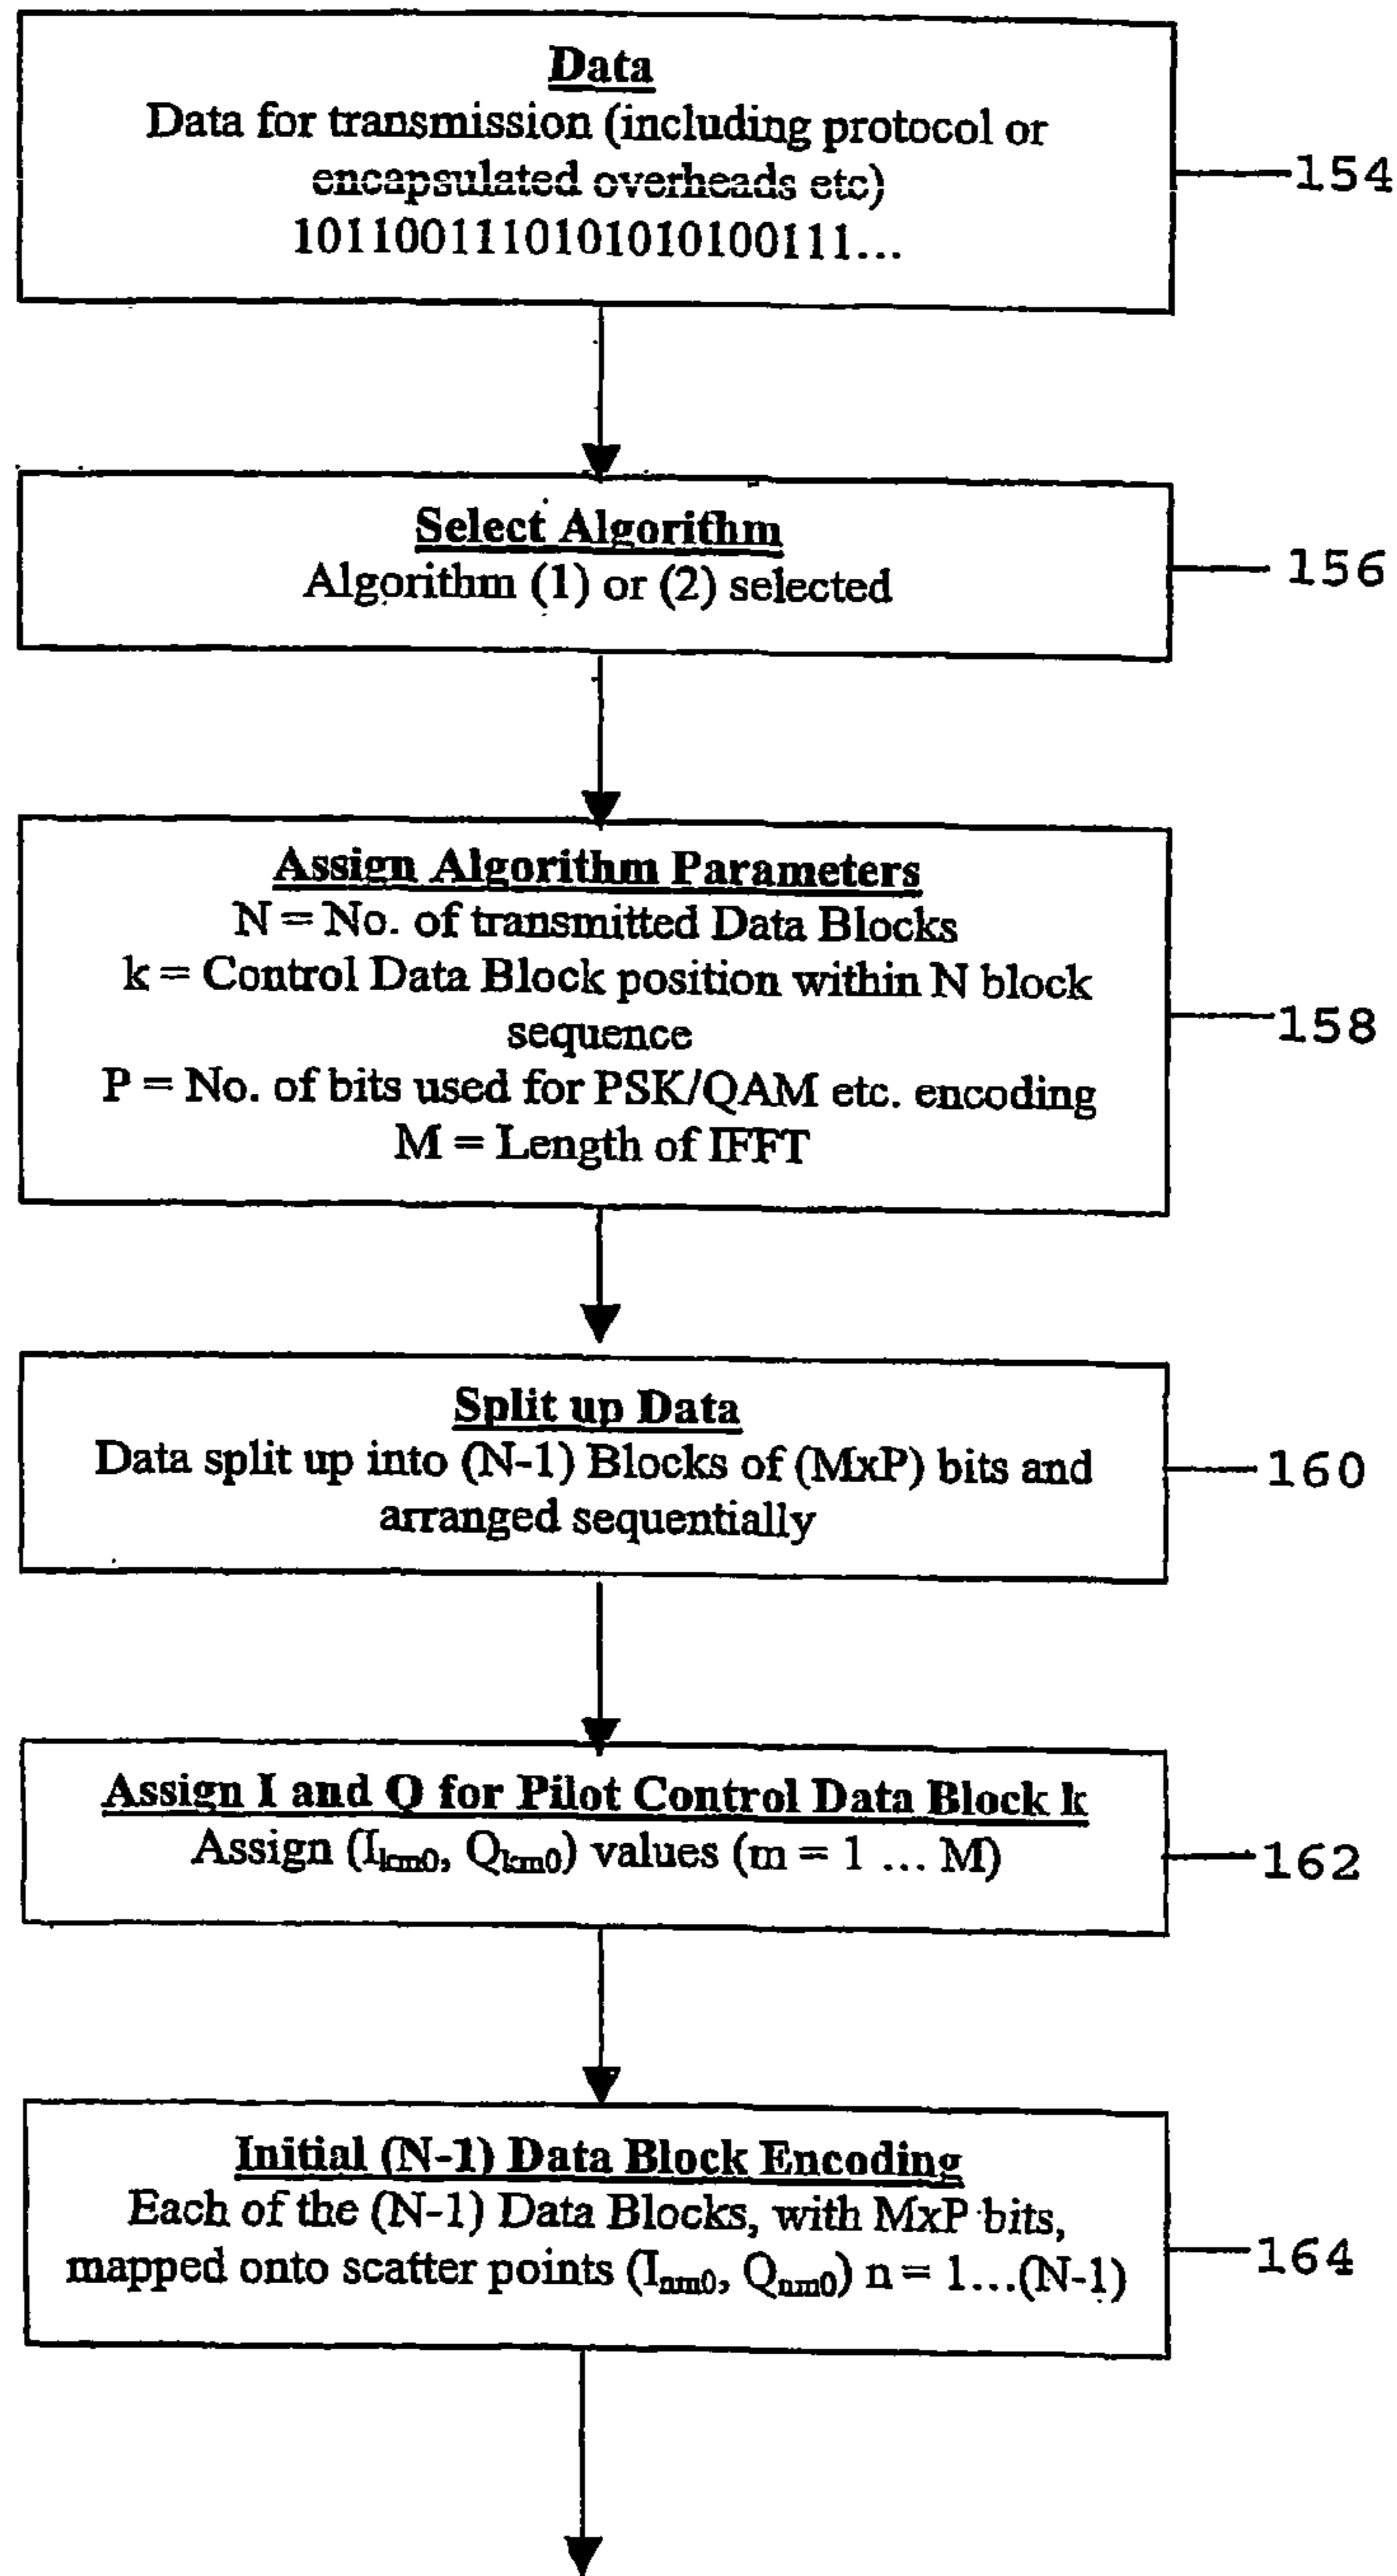 Data
Data for transmission (including protocol or
encapsulated overheads etc)
1011001110101010100111...
154
Select Algorithm
Algorithm (1) or (2) selected
156
Assign Algorithm Parameters
N = No. of transmitted Data Blocks
k = Control Data Block position within N block
sequence
P = No. of bits used for PSK/QAM etc. encoding
M = Length of IFFT
158
Split up Data
Data split up into (N-1) Blocks of (MxP) bits and
arranged sequentially
160
Assign I and Q for Pilot Control Data Block k
Assign (Ikm0, Qkm0) values (m = 1 ... M)
162
Initial (N-1) Data Block Encoding
Each of the (N-1) Data Blocks, with MxP bits,
mapped onto scatter points (Inm0, Qnm0) n = 1...(N-1)
164